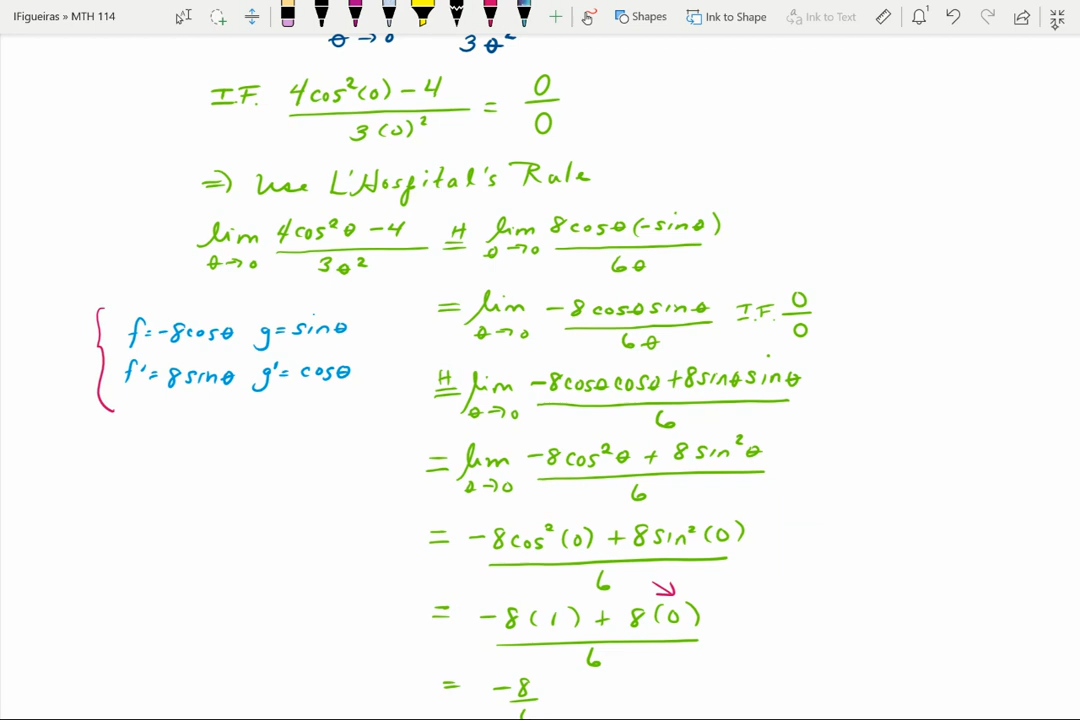 IFigueiras » MTH 114
Shapes
Ink to Shape
Ink to Text
θ→0 3θ²
I.F. (4cos²(0) - 4)/(3(0)²) = 0/0
⇒ Use L'Hospital's Rule
lim θ→0 (4cos²θ - 4)/(3θ²) =ᴴ lim θ→0 (8cosθ(-sinθ))/(6θ)
= lim θ→0 (-8cosθsinθ)/(6θ) I.F. 0/0
f=-8cosθ g=sinθ
f'=8sinθ g'=cosθ
=ᴴ lim θ→0 (-8cosθcosθ+8sinθsinθ)/6
= lim θ→0 (-8cos²θ + 8sin²θ)/6
= (-8cos²(0) + 8sin²(0))/6
= (-8(1) + 8(0))/6
= -8/6